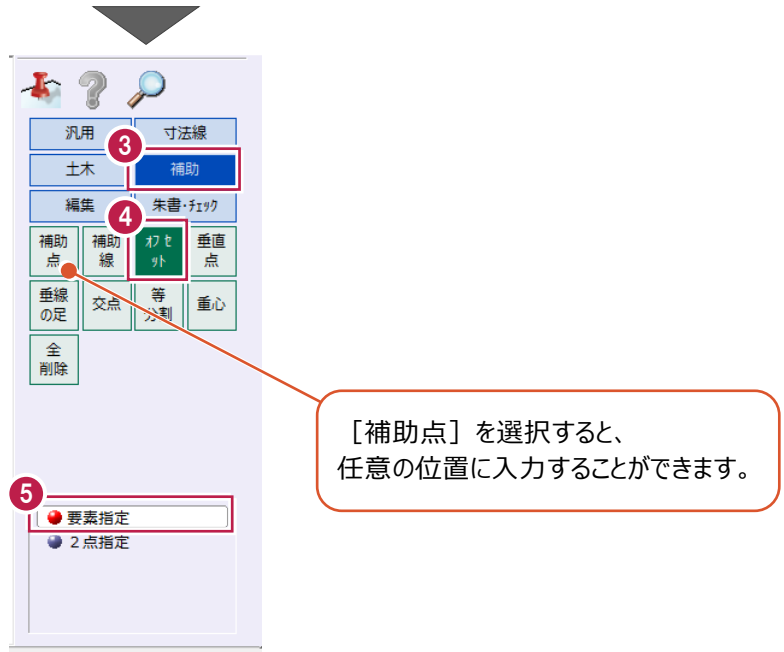 汎用
3
寸法線
土木
補助
編集
4
朱書・ﾁｪｯｸ
補助
点
補助
線
ｵﾌｾ
ｯﾄ
垂直
点
垂線
の足
交点
等
分割
重心
全
削除
［補助点］を選択すると、
任意の位置に入力することができます。
5
要素指定
２点指定